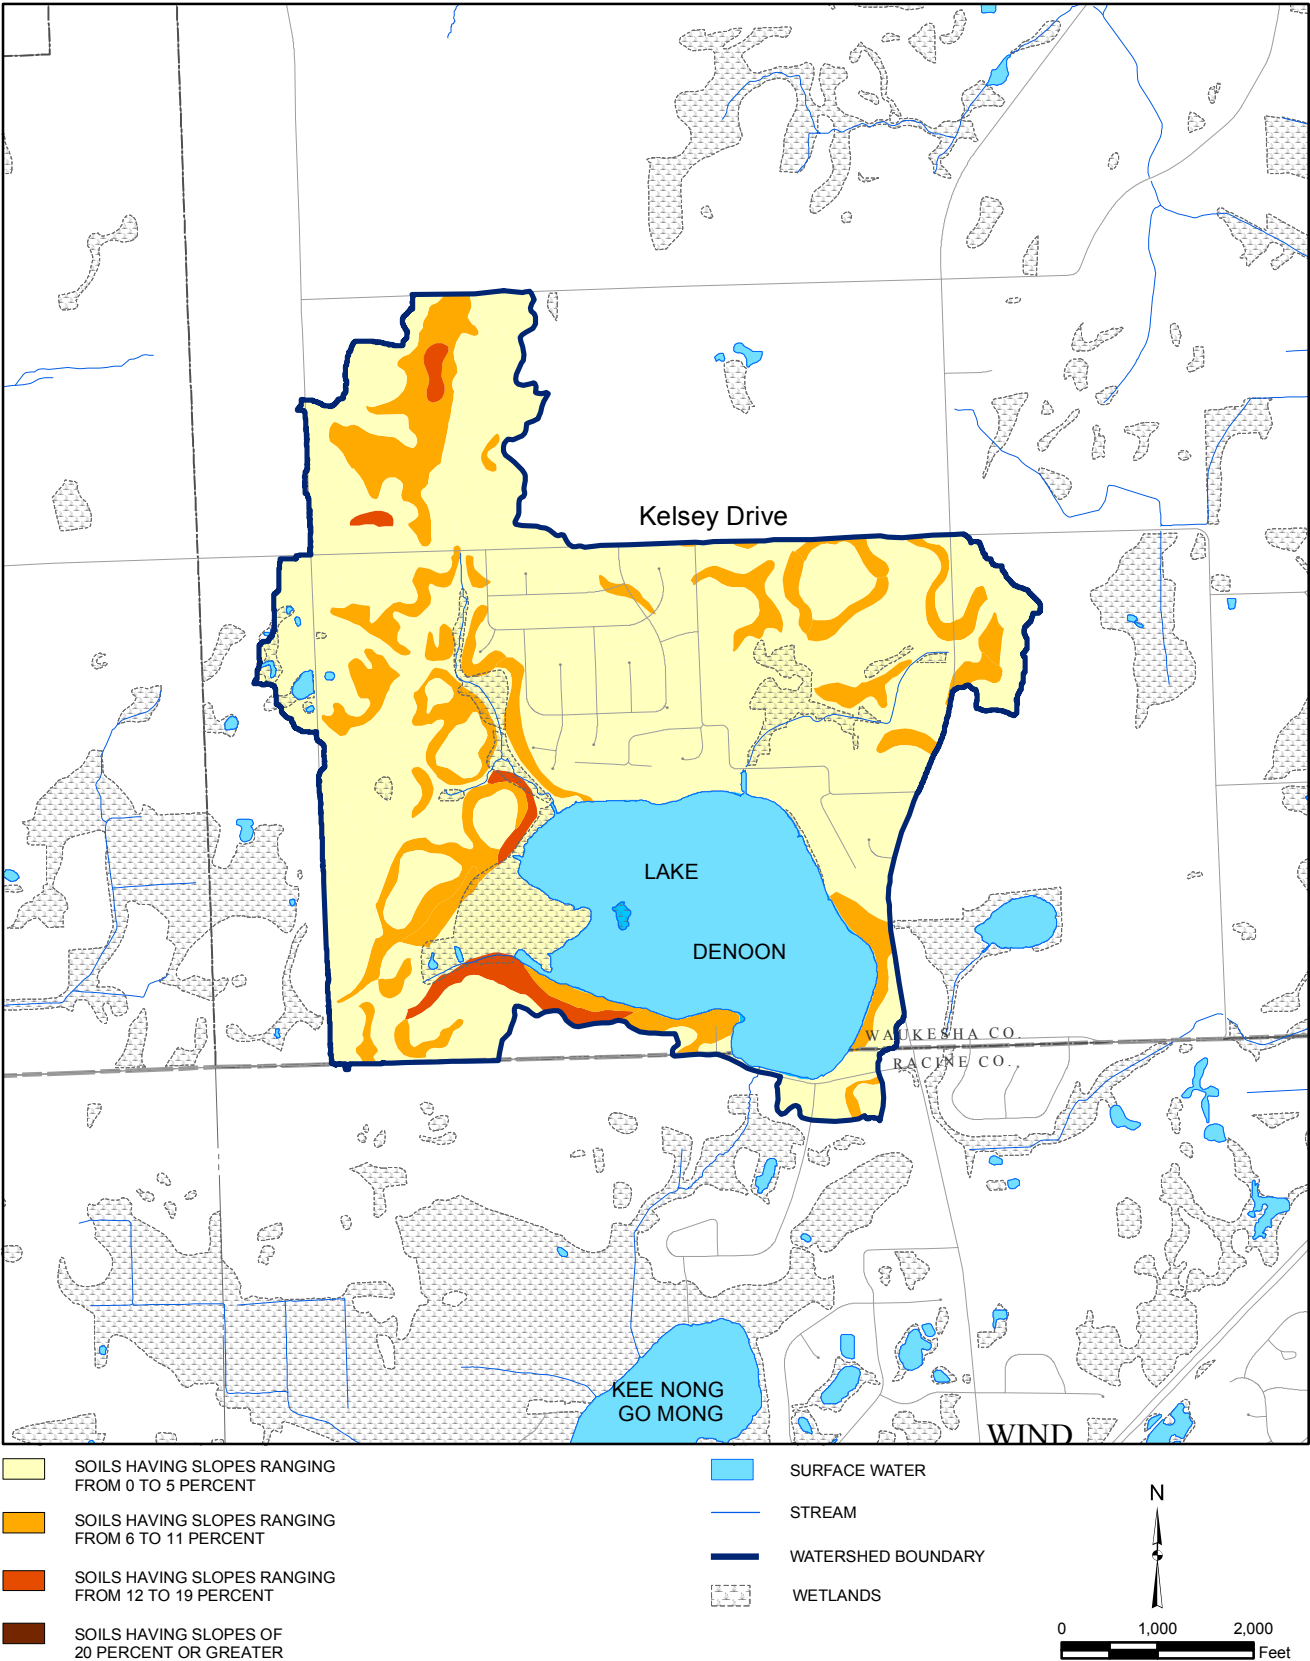 Kelsey Drive
LAKE
DENOON
WAUKESHA CO.
RACINE CO.
KEE NONG
GO MONG
WIND
SOILS HAVING SLOPES RANGING
FROM 0 TO 5 PERCENT
SOILS HAVING SLOPES RANGING
FROM 6 TO 11 PERCENT
SOILS HAVING SLOPES RANGING
FROM 12 TO 19 PERCENT
SOILS HAVING SLOPES OF
20 PERCENT OR GREATER
SURFACE WATER
STREAM
WATERSHED BOUNDARY
WETLANDS
N
0 1,000 2,000
Feet